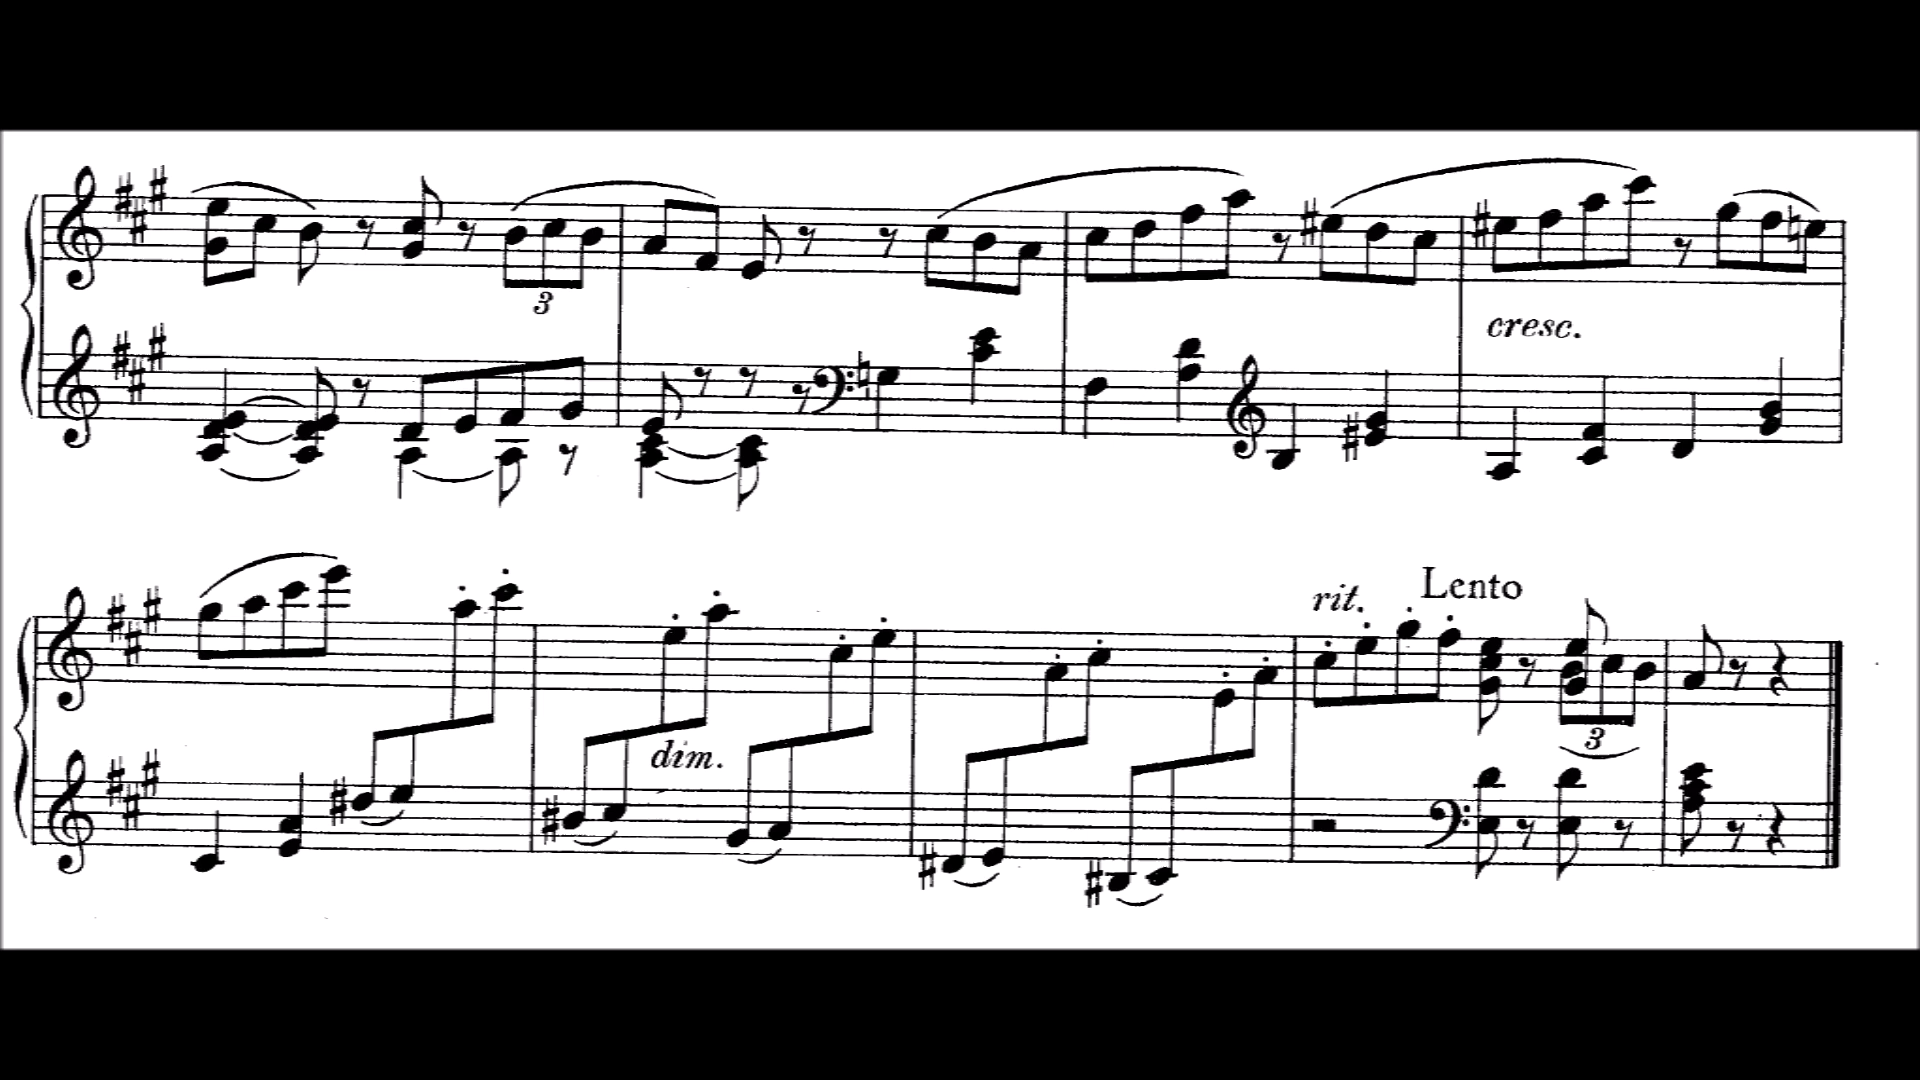 3
cresc.
rit. Lento
dim.
3